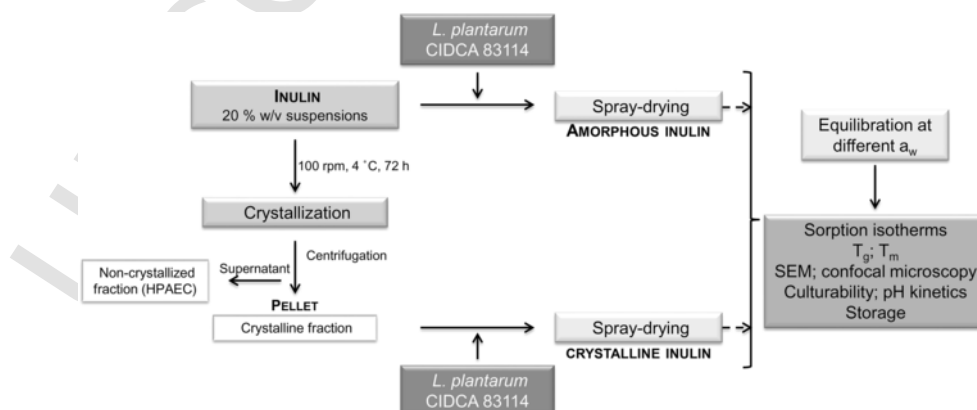 L. plantarum
CIDCA 83114
INULIN
20 % w/v suspensions
Spray-drying
AMORPHOUS INULIN
Equilibration at
different aw
100 rpm, 4 ˚C, 72 h
Crystallization
Sorption isotherms
Tg; Tm
SEM; confocal microscopy
Culturability; pH kinetics
Storage
Centrifugation
Supernatant
Non-crystallized
fraction (HPAEC)
PELLET
Crystalline fraction
Spray-drying
CRYSTALLINE INULIN
L. plantarum
CIDCA 83114